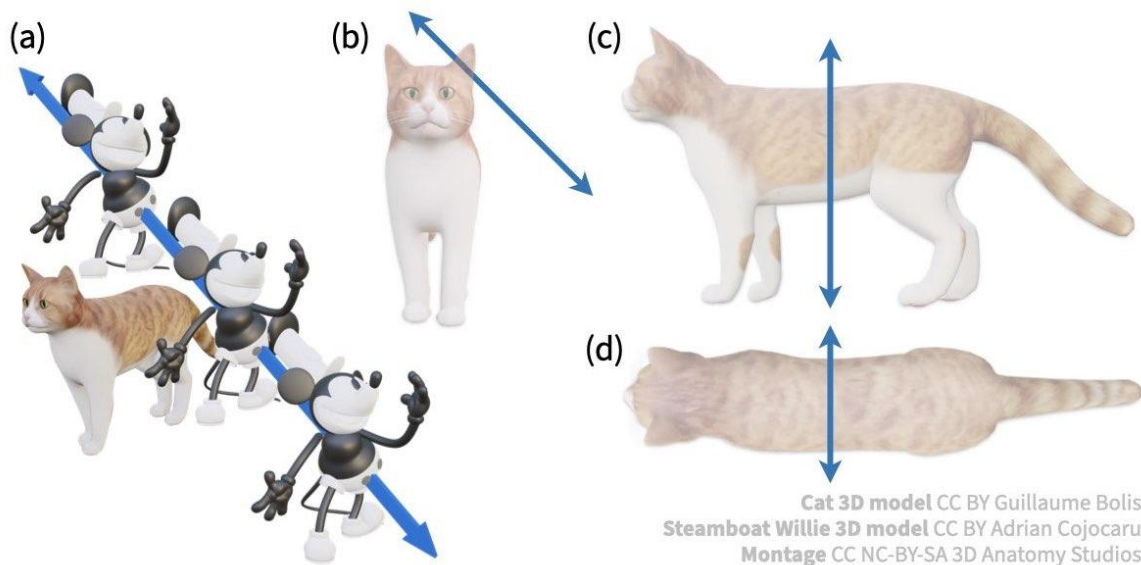 (a)
(b)
(c)
(d)
Cat 3D model CC BY Guillaume Bolis
Steamboat Willie 3D model CC BY Adrian Cojocaru
Montage CC NC-BY-SA 3D Anatomy Studios